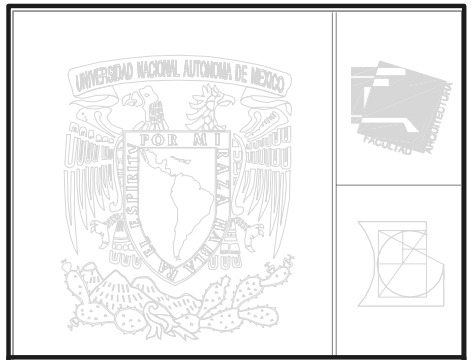 UNIVERSIDAD NACIONAL AUTONOMA DE MEXICO
POR MI
RAZA HABLARA EL ESPIRITU
FACULTAD
ARQUITECTURA